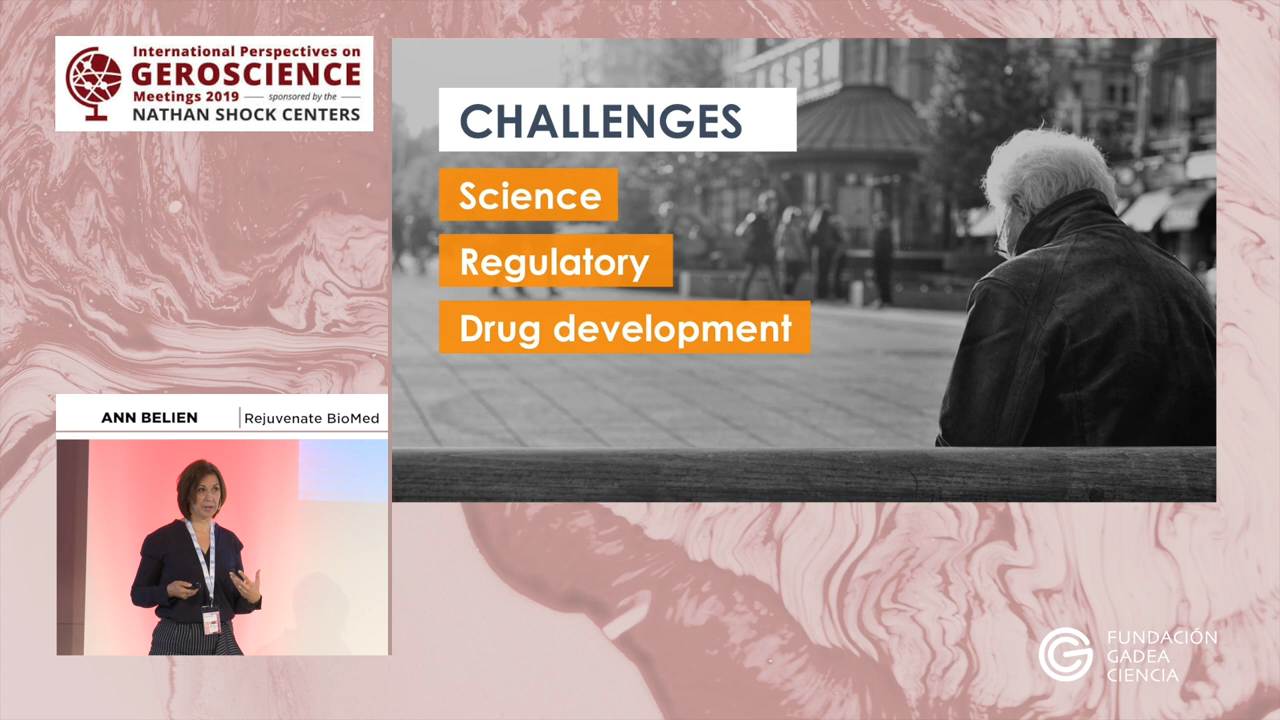 International Perspectives on
GEROSCIENCE
Meetings 2019 — sponsored by the —
NATHAN SHOCK CENTERS
CHALLENGES
Science
Regulatory
Drug development
ANN BELIEN | Rejuvenate BioMed
FUNDACIÓN
GADEA
CIENCIA